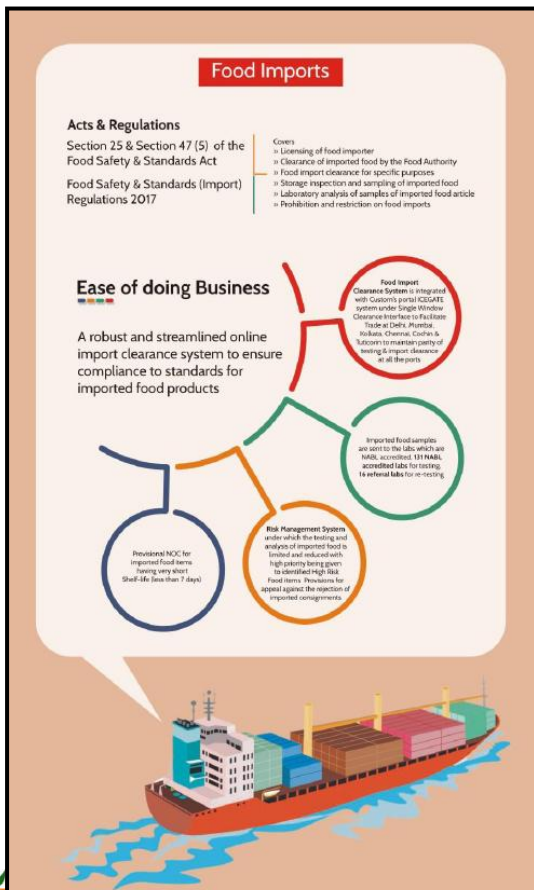 Food Imports
Acts & Regulations
Section 25 & Section 47 (5) of the
Food Safety & Standards Act
Food Safety & Standards (Import)
Regulations 2017
Covers
» Licensing of food importer
» Clearance of imported food by the Food Authority
» Food import clearance for specific purposes
» Storage inspection and sampling of imported food
» Laboratory analysis of samples of imported food article
» Prohibition and restriction on food imports
Ease of doing Business
A robust and streamlined online
import clearance system to ensure
compliance to standards for
imported food products
Food Import
Clearance System is integrated
with Custom's portal ICEGATE
system under Single Window
Clearance Interface to Facilitate
Trade at Delhi, Mumbai,
Kolkata, Chennai, Cochin &
Tuticorin to maintain parity of
testing & import clearance
at all the ports
Imported food samples
are sent to the labs which are
NABL accredited. 131 NABL
accredited labs for testing.
16 referral labs for re-testing
Risk Management System
under which the testing and
analysis of imported food is
limited and reduced with
high priority being given
to identified High Risk
Food items Provisions for
appeal against the rejection of
imported consignments
Provisional NOC for
imported food items
having very short
Shelf-life (less than 7 days)